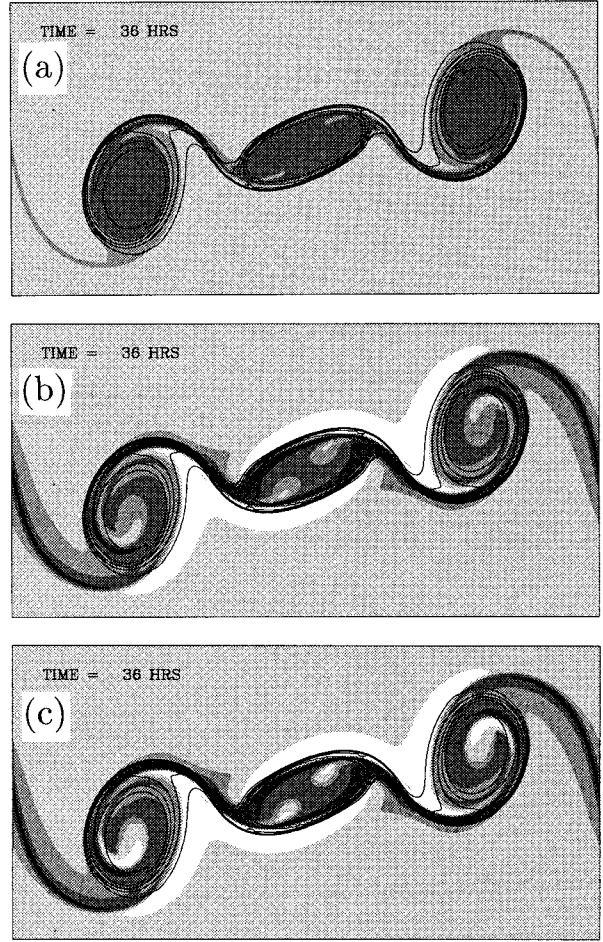 TIME = 36 HRS
(a)
TIME = 36 HRS
(b)
TIME = 36 HRS
(c)